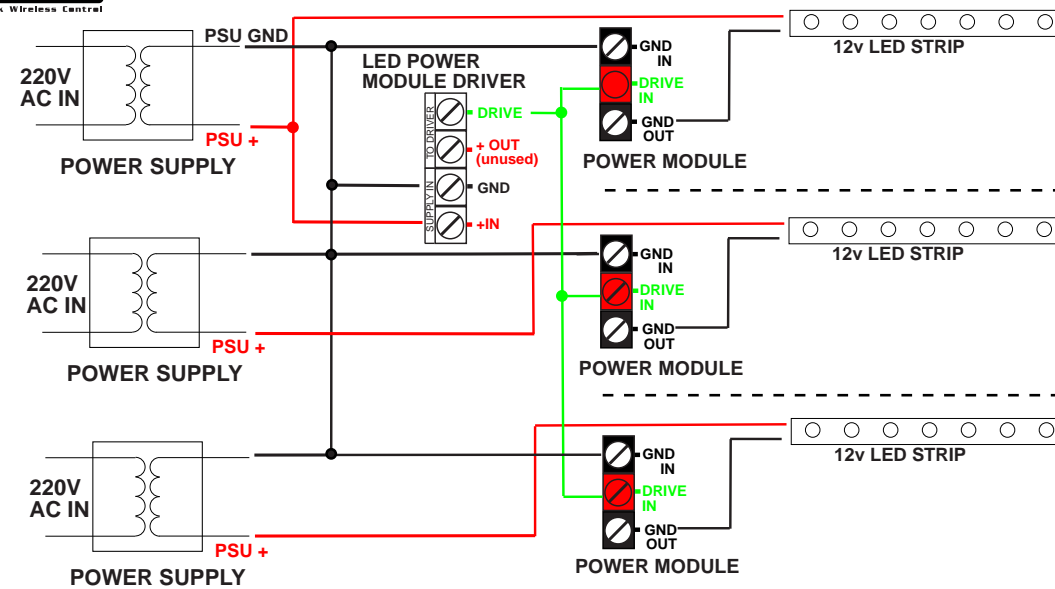 k Wireless Control
PSU GND
220V
AC IN
PSU +
POWER SUPPLY
LED POWER
MODULE DRIVER
TO DRIVER
SUPPLY IN
DRIVE
+ OUT
(unused)
GND
+IN
GND
IN
DRIVE
IN
GND
OUT
POWER MODULE
12v LED STRIP
220V
AC IN
PSU +
POWER SUPPLY
GND
IN
DRIVE
IN
GND
OUT
POWER MODULE
12v LED STRIP
220V
AC IN
PSU +
POWER SUPPLY
GND
IN
DRIVE
IN
GND
OUT
POWER MODULE
12v LED STRIP